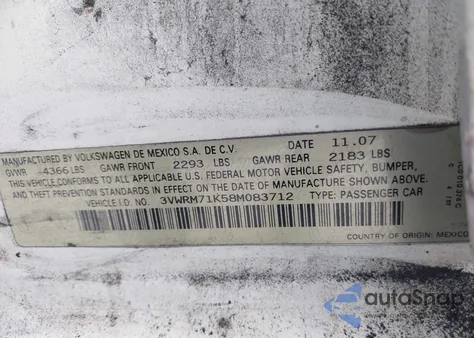 MANUFACTURED BY VOLKSWAGEN DE MEXICO S.A. DE C.V. DATE 11.07
GVWR 4366 LBS GAWR FRONT 2293 LBS GAWR REAR 2183 LBS
THIS VEHICLE CONFORMS TO ALL APPLICABLE U.S. FEDERAL MOTOR VEHICLE SAFETY, BUMPER,
AND THEFT PREVENTION STANDARDS IN EFFECT ON THE DATE OF MANUFACTURE SHOWN ABOVE.
VEHICLE I.D. NO.: 3VWRM71K58M083712 TYPE: PASSENGER CAR
COUNTRY OF ORIGIN: MEXICO
autoSnap